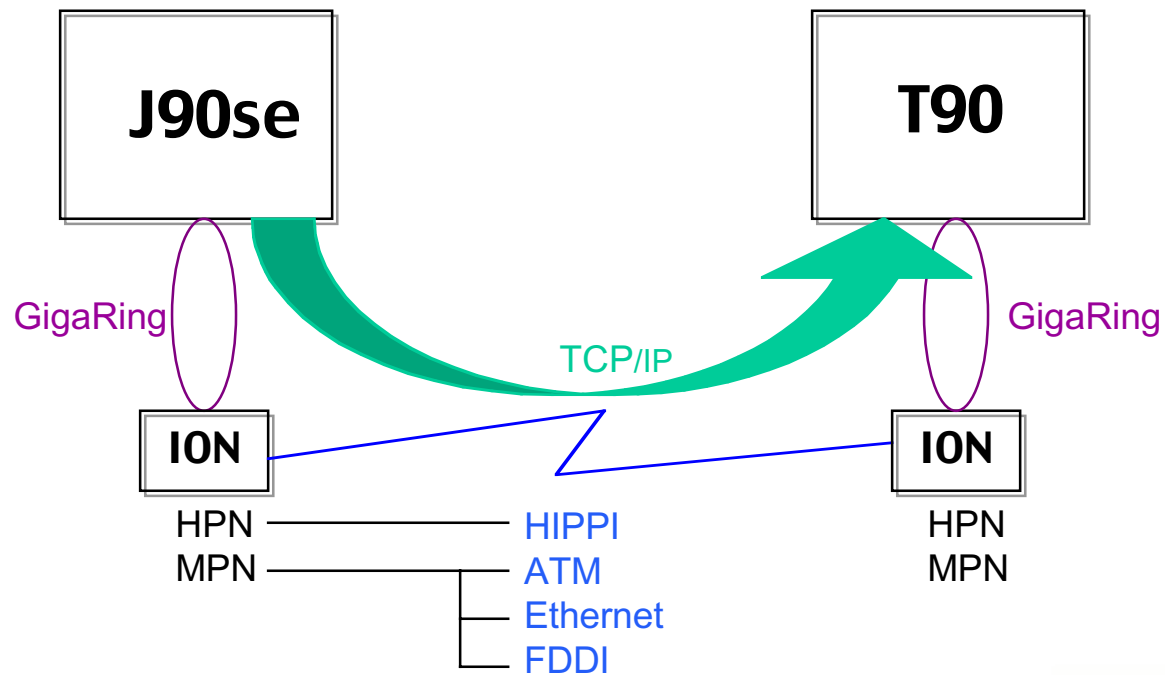 J90se
T90
GigaRing
GigaRing
TCP/IP
ION
ION
HPN
HIPPI
HPN
MPN
ATM
MPN
Ethernet
FDDI